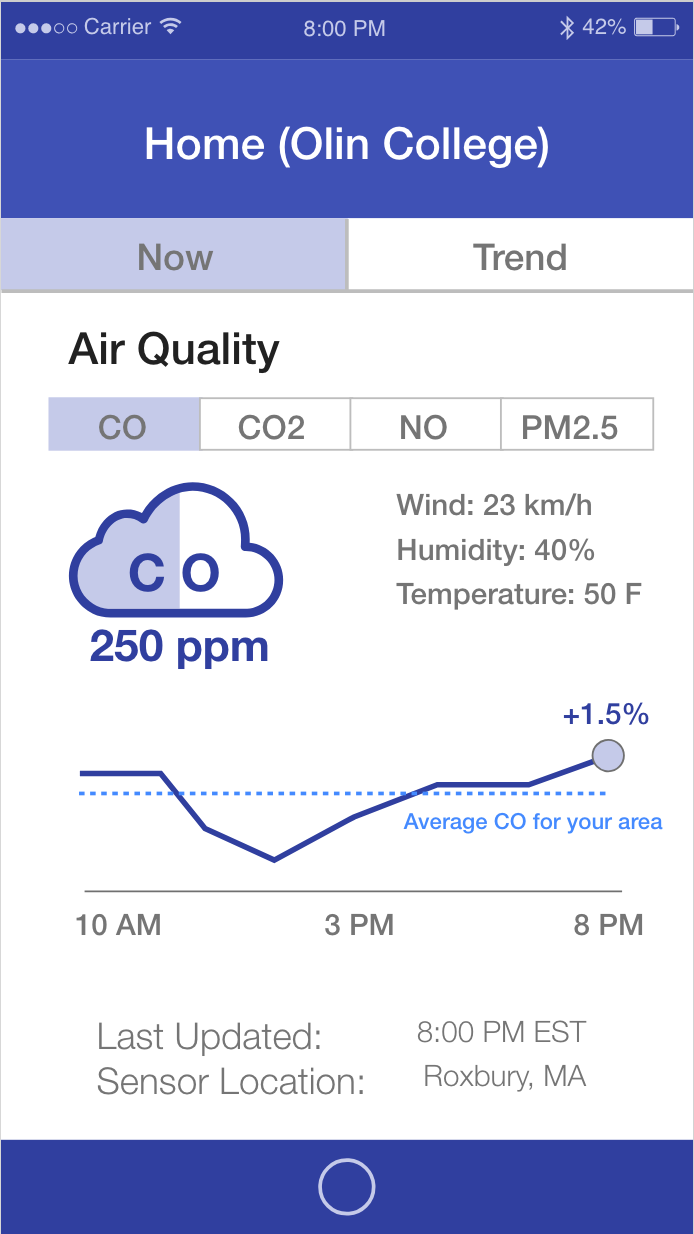 Carrier 8:00 PM 42%
Home (Olin College)
Now Trend
Air Quality
CO CO2 NO PM2.5
CO
250 ppm
Wind: 23 km/h
Humidity: 40%
Temperature: 50 F
+1.5%
Average CO for your area
10 AM 3 PM 8 PM
Last Updated: 8:00 PM EST
Sensor Location: Roxbury, MA